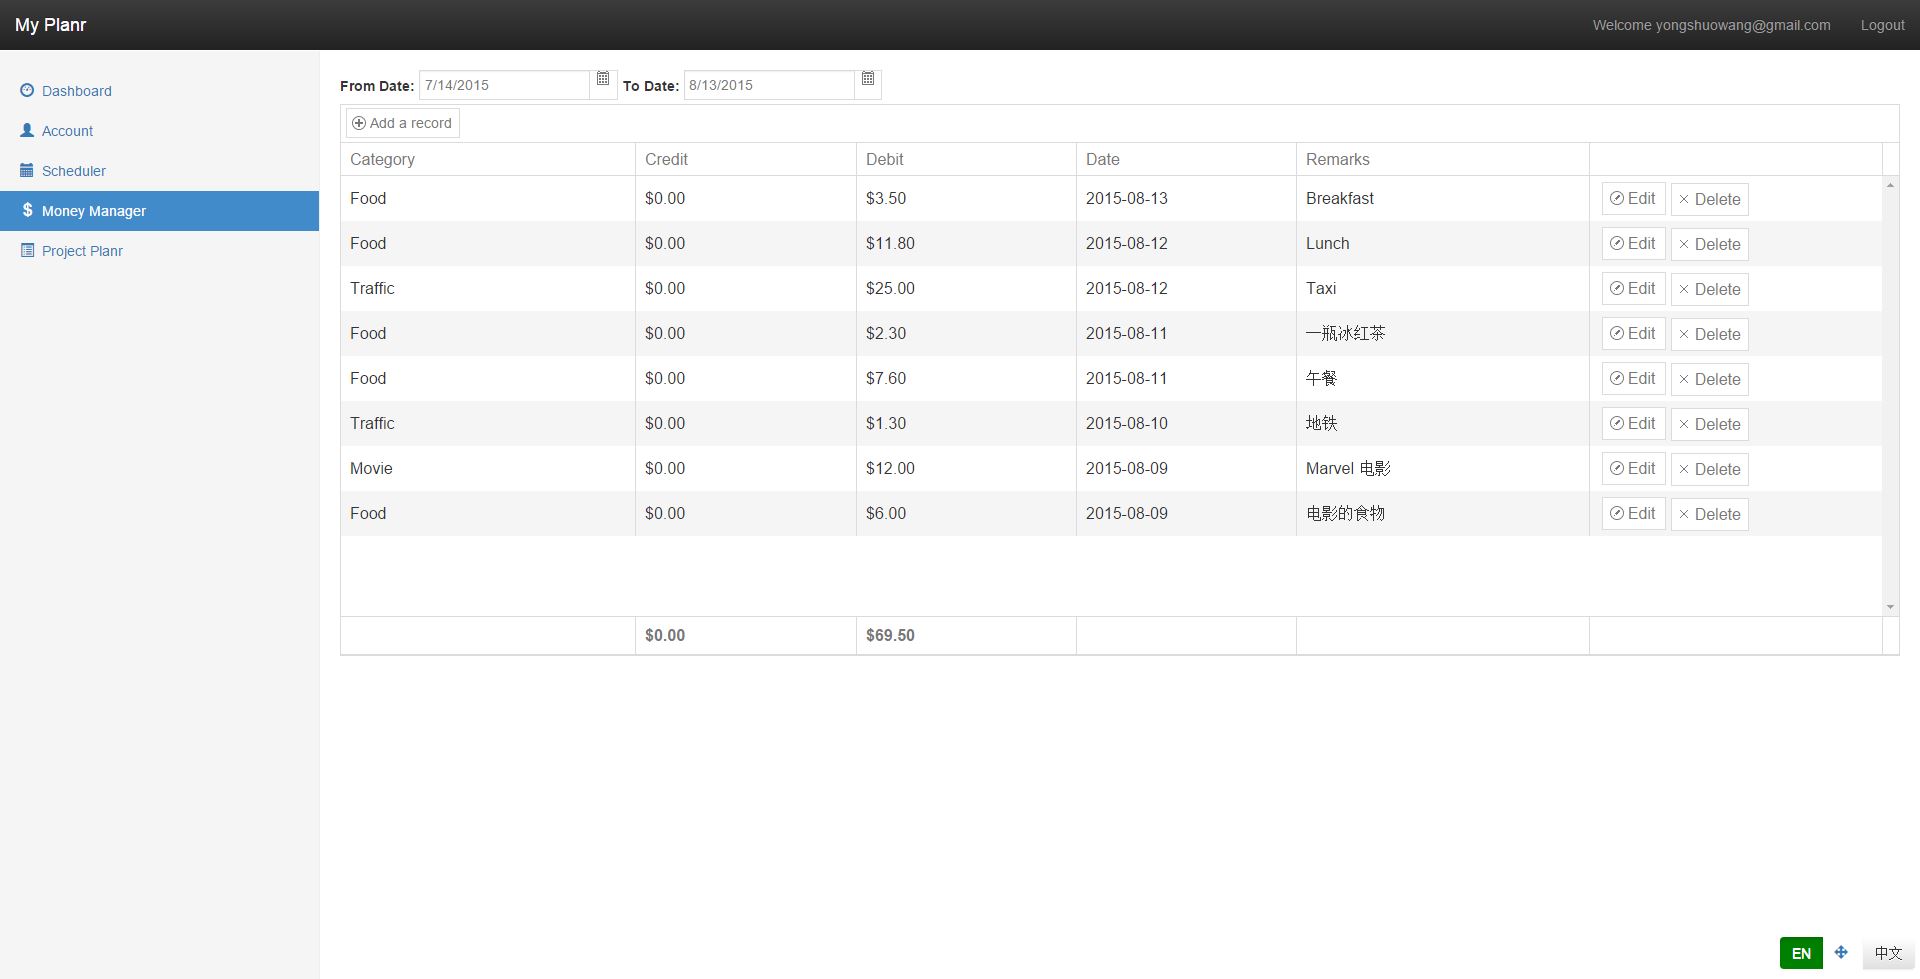 My Planr Welcome yongshuowang@gmail.com Logout
Dashboard
Account
Scheduler
$ Money Manager
Project Planr
From Date: 7/14/2015 To Date: 8/13/2015
Add a record
Category Credit Debit Date Remarks
Food $0.00 $3.50 2015-08-13 Breakfast Edit Delete
Food $0.00 $11.80 2015-08-12 Lunch Edit Delete
Traffic $0.00 $25.00 2015-08-12 Taxi Edit Delete
Food $0.00 $2.30 2015-08-11 一瓶冰红茶 Edit Delete
Food $0.00 $7.60 2015-08-11 午餐 Edit Delete
Traffic $0.00 $1.30 2015-08-10 地铁 Edit Delete
Movie $0.00 $12.00 2015-08-09 Marvel 电影 Edit Delete
Food $0.00 $6.00 2015-08-09 电影的食物 Edit Delete
$0.00 $69.50
EN 中文